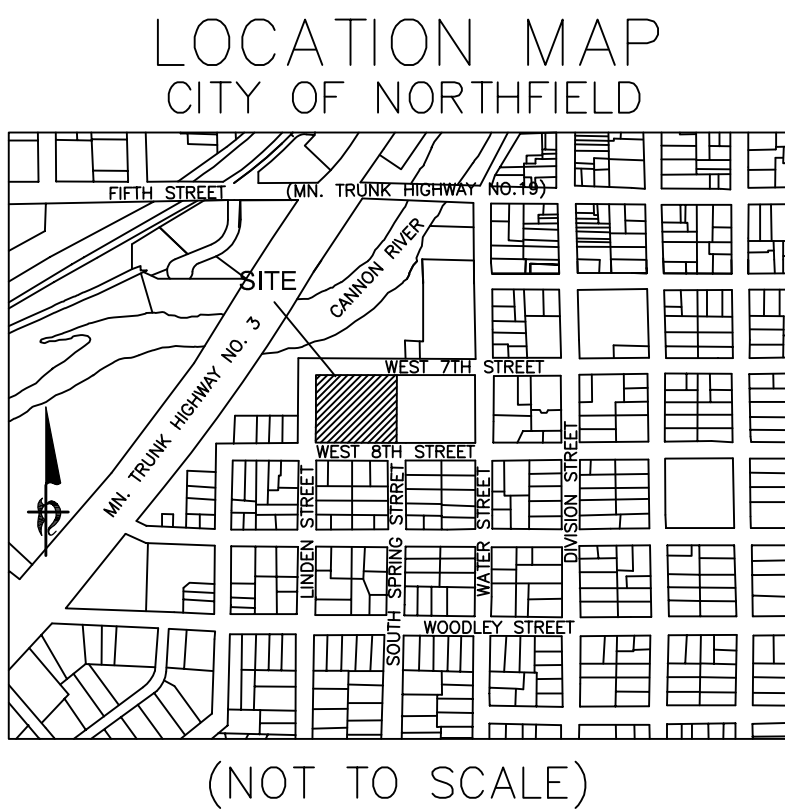 LOCATION MAP
CITY OF NORTHFIELD
FIFTH STREET
(MN. TRUNK HIGHWAY NO.19)
CANNON RIVER
SITE
MN. TRUNK HIGHWAY NO. 3
WEST 7TH STREET
WEST 8TH STREET
LINDEN STREET
SOUTH SPRING STRRET
WATER STREET
DIVISION STREET
WOODLEY STREET
(NOT TO SCALE)